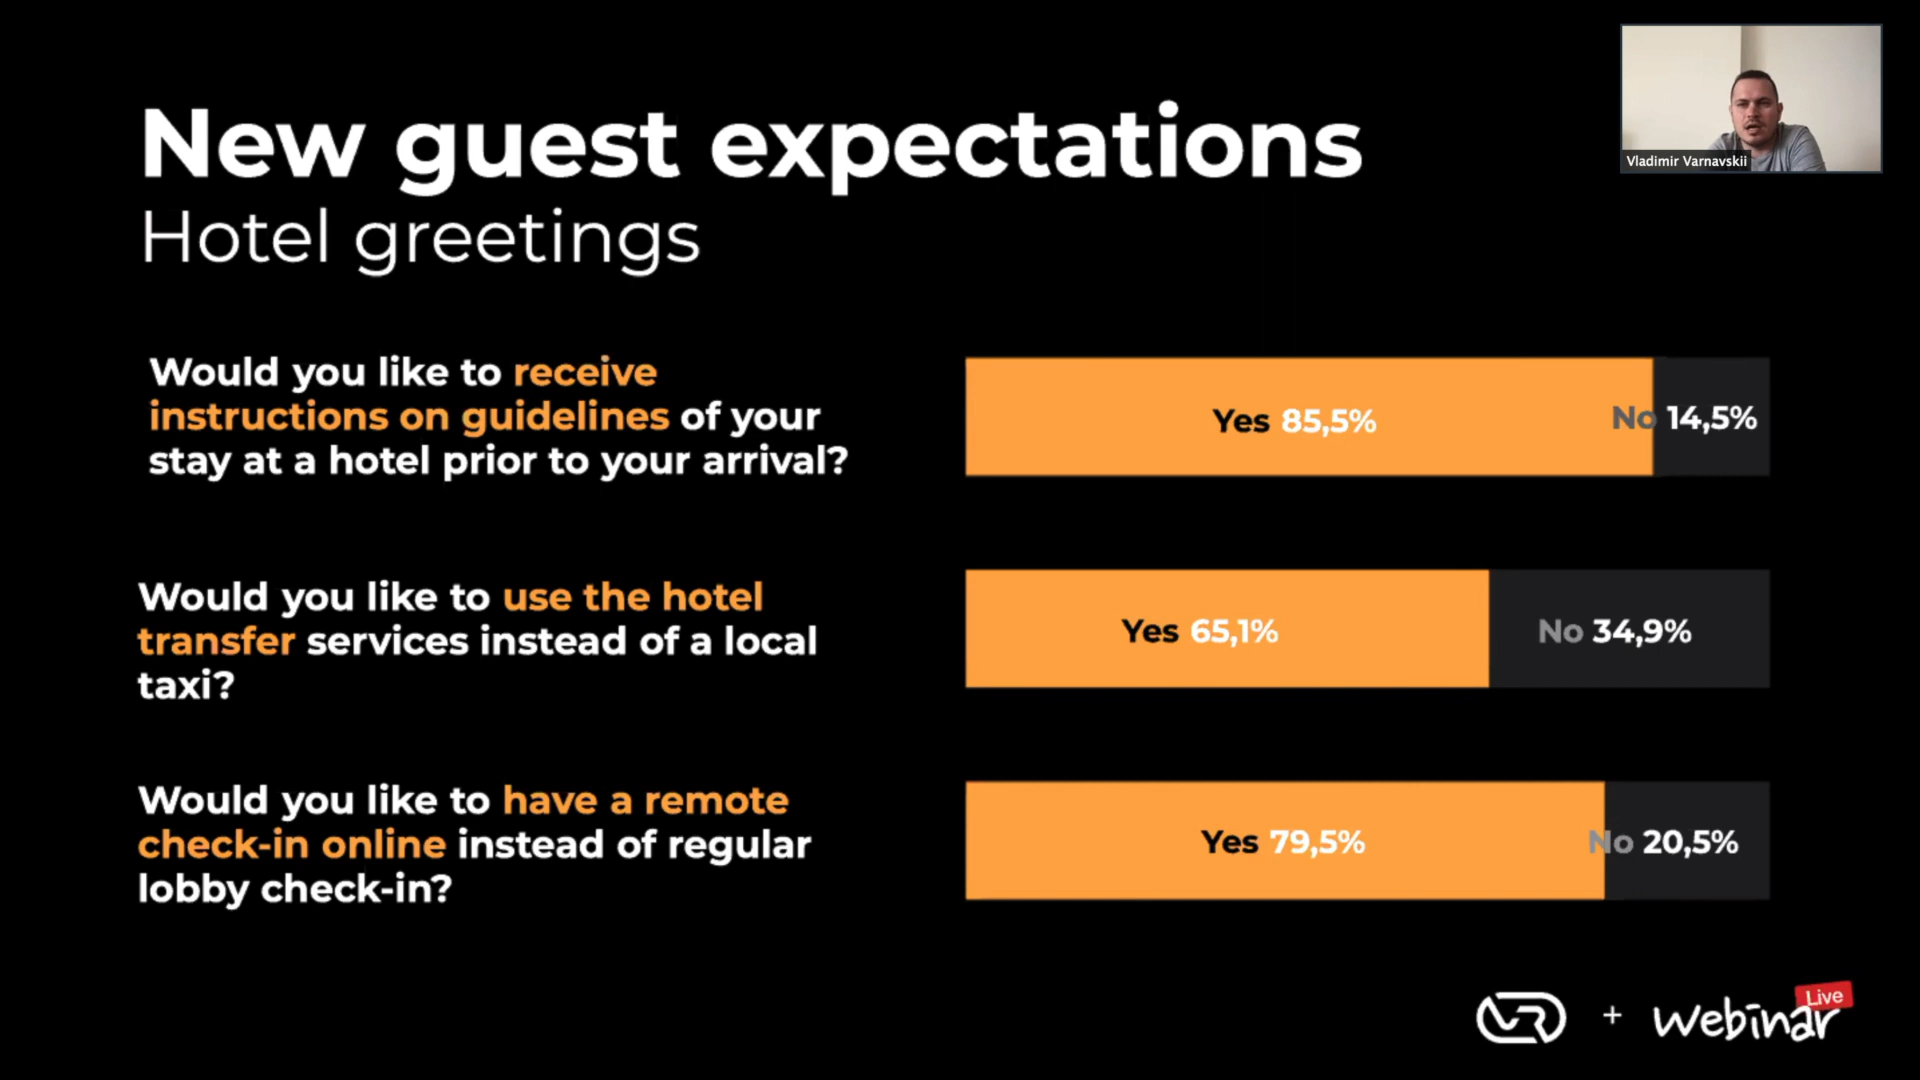 New guest expectations
Hotel greetings
Vladimir Varnavskii
Would you like to receive
instructions on guidelines of your
stay at a hotel prior to your arrival?
Yes 85,5%
No 14,5%
Would you like to use the hotel
transfer services instead of a local
taxi?
Yes 65,1%
No 34,9%
Would you like to have a remote
check-in online instead of regular
lobby check-in?
Yes 79,5%
No 20,5%
VR + Webinar Live